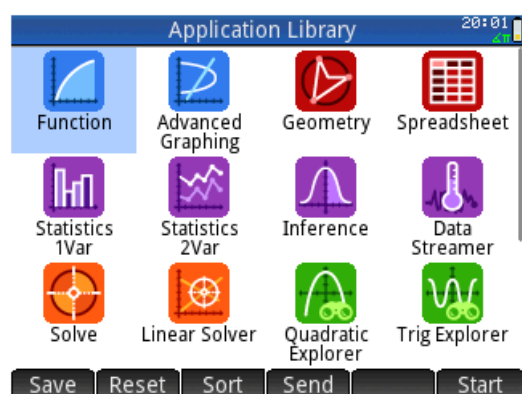 Application Library 20:01
∡π
Function Advanced Graphing Geometry Spreadsheet
Statistics 1Var Statistics 2Var Inference Data Streamer
Solve Linear Solver Quadratic Explorer Trig Explorer
Save Reset Sort Send Start